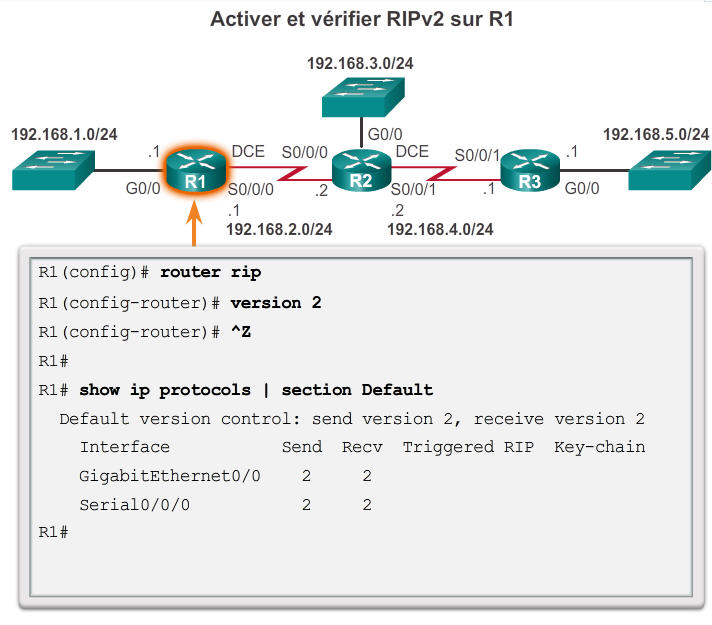 Activer et vérifier RIPv2 sur R1
192.168.3.0/24
192.168.1.0/24
192.168.5.0/24
G0/0
.1 DCE S0/0/0 DCE S0/0/1 .1
R1 R2 R3
G0/0 S0/0/0 .2 S0/0/1 .1 G0/0
.1 .2
192.168.2.0/24 192.168.4.0/24
R1(config)# router rip
R1(config-router)# version 2
R1(config-router)# ^Z
R1#
R1# show ip protocols | section Default
Default version control: send version 2, receive version 2
Interface Send Recv Triggered RIP Key-chain
GigabitEthernet0/0 2 2
Serial0/0/0 2 2
R1#